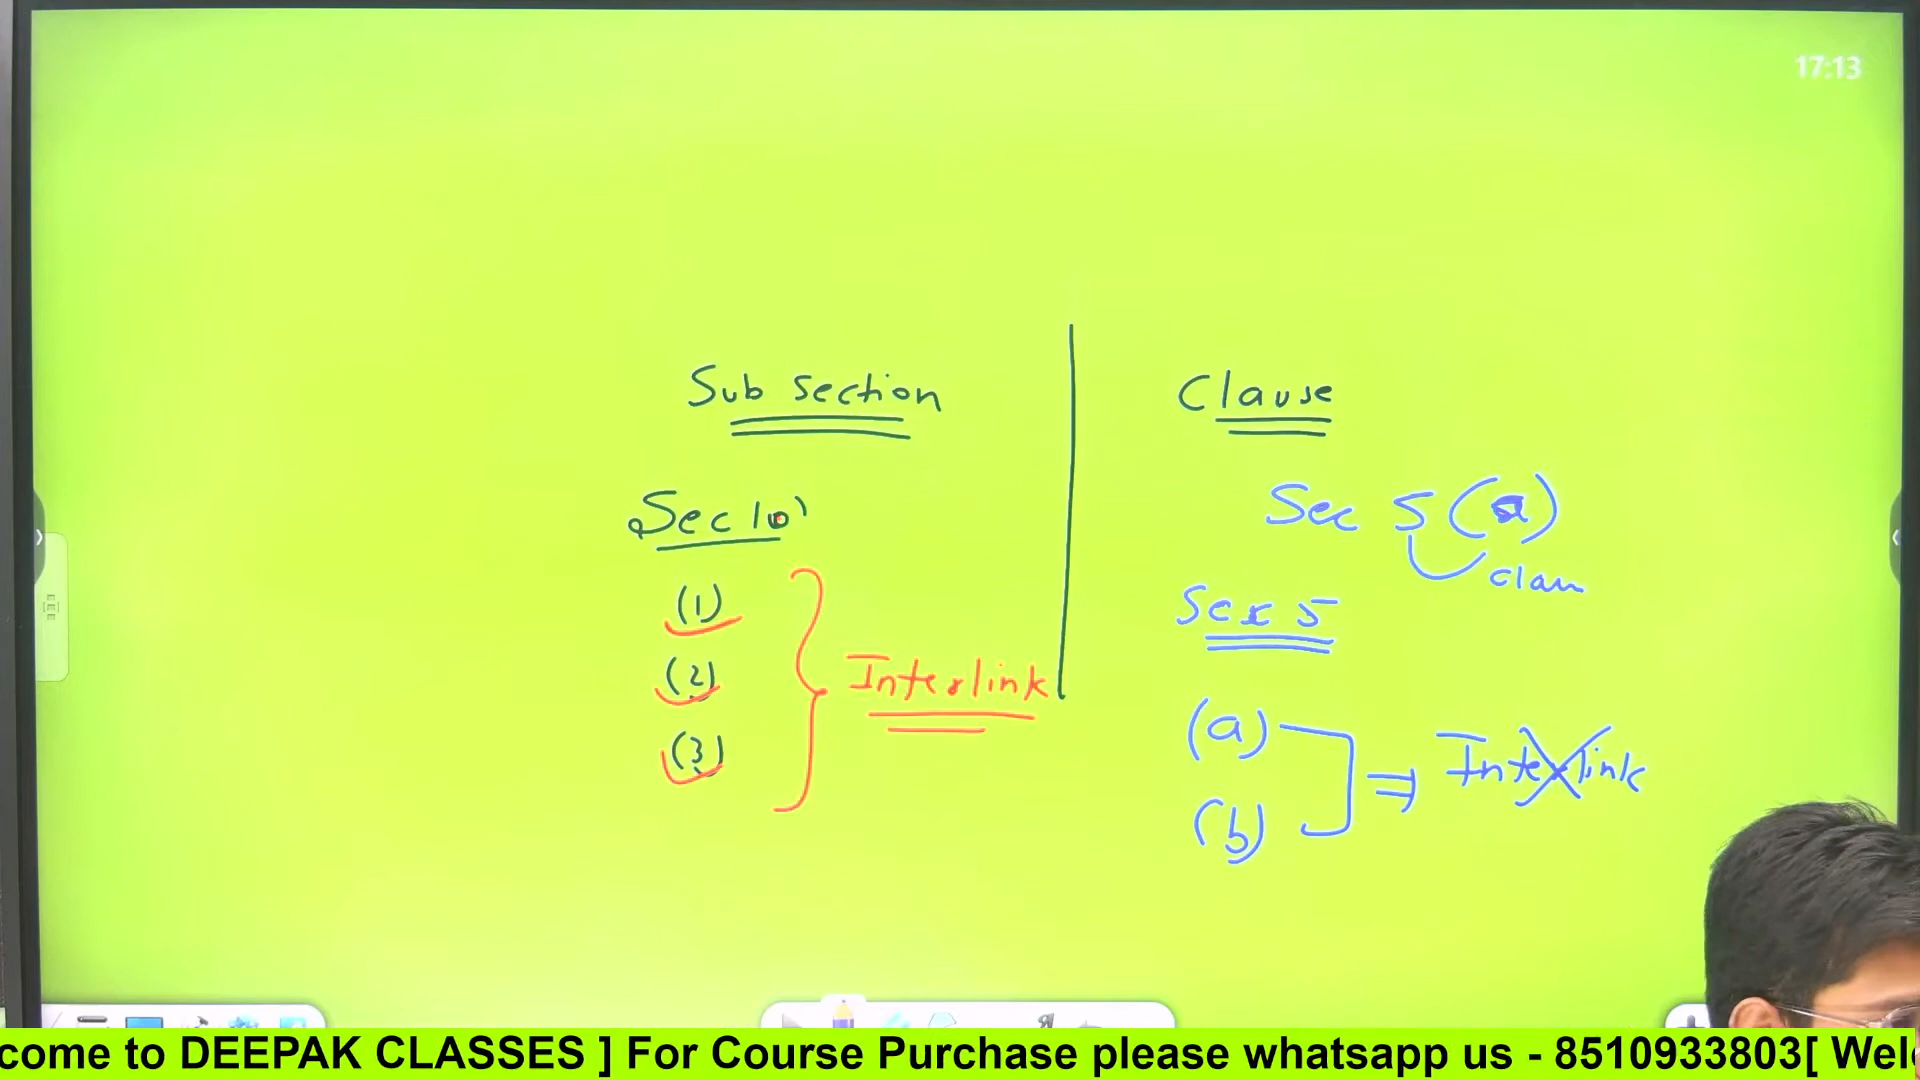 17:13
Sub section
Sec 10
(1)
(2)
(3)
Interlink
Clause
Sec 5 (a)
clau
Sec 5
(a)
(b)
Interlink
come to DEEPAK CLASSES ] For Course Purchase please whatsapp us - 8510933803[ Wel